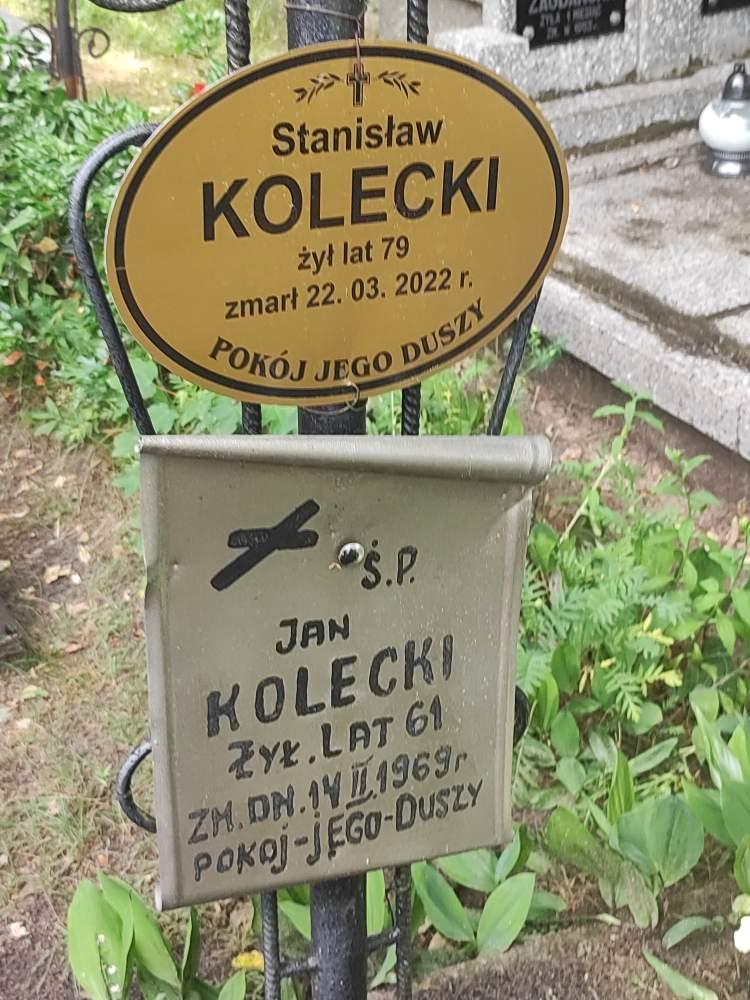 Stanisław
KOLECKI
żył lat 79
zmarł 22. 03. 2022 r.
POKÓJ JEGO DUSZY
Ś.P.
JAN
KOLECKI
ŻYŁ. LAT 61
ZM. DN. 14 II 1969r
POKOJ-JEGO-DUSZY